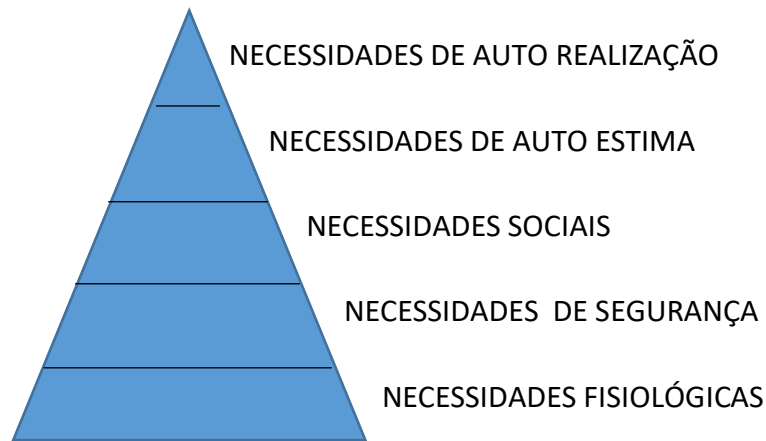 NECESSIDADES DE AUTO REALIZAÇÃO
NECESSIDADES DE AUTO ESTIMA
NECESSIDADES SOCIAIS
NECESSIDADES  DE SEGURANÇA
NECESSIDADES FISIOLÓGICAS